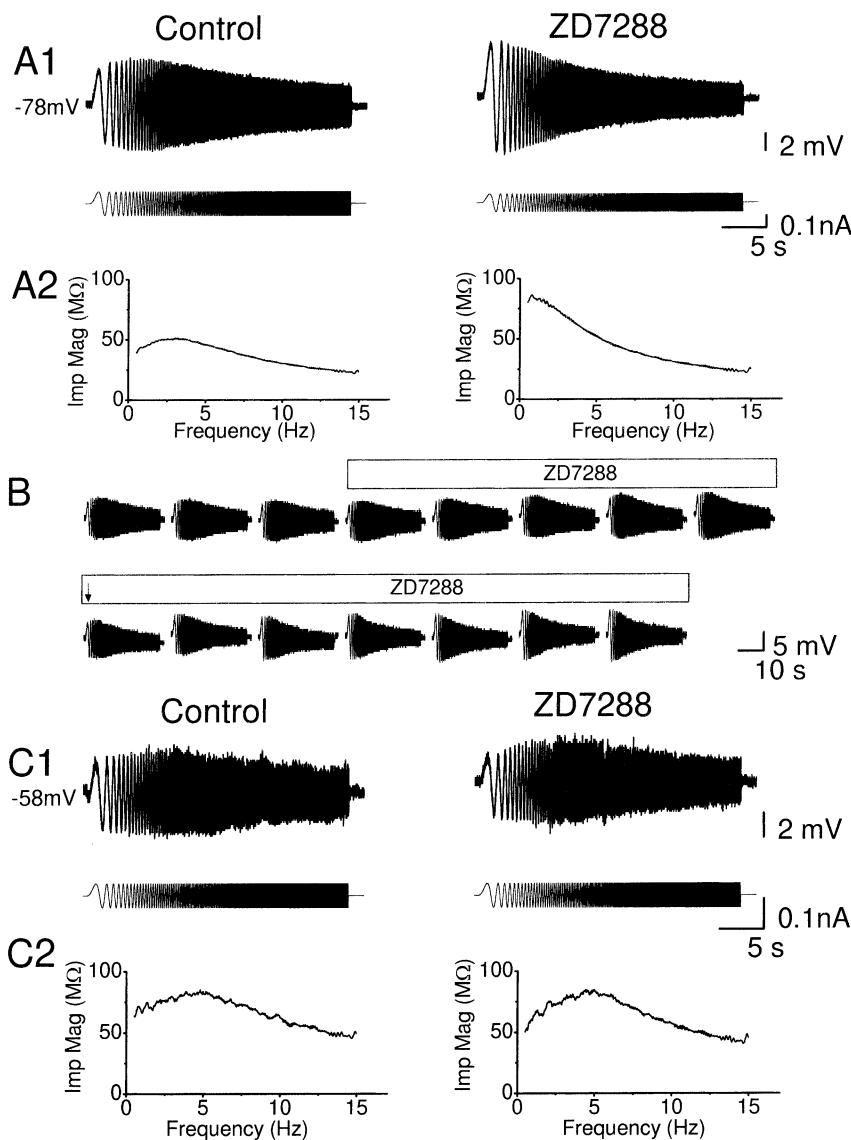 Control ZD7288
A1
-78mV
2 mV
0.1nA
5 s
A2
100
50
0
Imp Mag (MΩ)
0 5 10 15
Frequency (Hz)
100
50
0
Imp Mag (MΩ)
0 5 10 15
Frequency (Hz)
B
ZD7288
ZD7288
5 mV
10 s
Control ZD7288
C1
-58mV
2 mV
0.1nA
5 s
C2
100
50
0
Imp Mag (MΩ)
0 5 10 15
Frequency (Hz)
100
50
0
Imp Mag (MΩ)
0 5 10 15
Frequency (Hz)